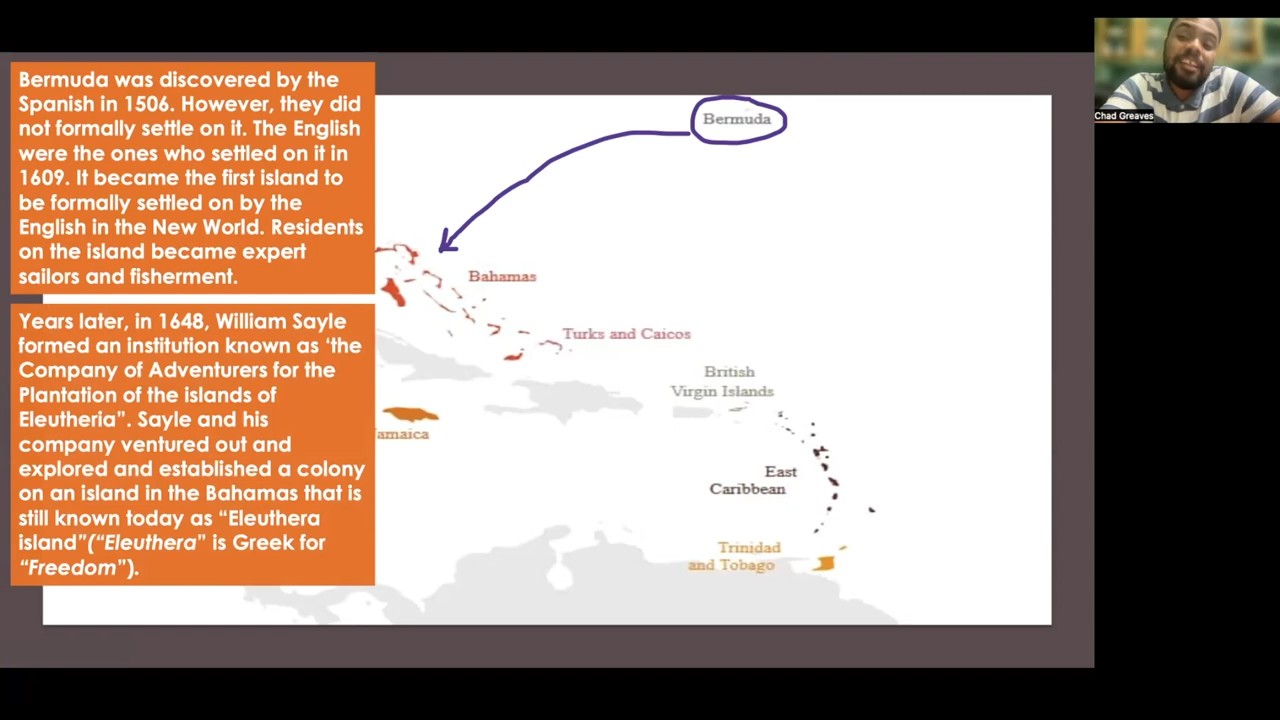 Bermuda was discovered by the
Spanish in 1506. However, they did
not formally settle on it. The English
were the ones who settled on it in
1609. It became the first island to
be formally settled on by the
English in the New World. Residents
on the island became expert
sailors and fisherment.
Years later, in 1648, William Sayle
formed an institution known as ‘the
Company of Adventurers for the
Plantation of the islands of
Eleutheria”. Sayle and his
company ventured out and
explored and established a colony
on an island in the Bahamas that is
still known today as “Eleuthera
island”(“Eleuthera” is Greek for
“Freedom”).
Bermuda
Bahamas
Turks and Caicos
British
Virgin Islands
Jamaica
East
Caribbean
Trinidad
and Tobago
Chad Greaves